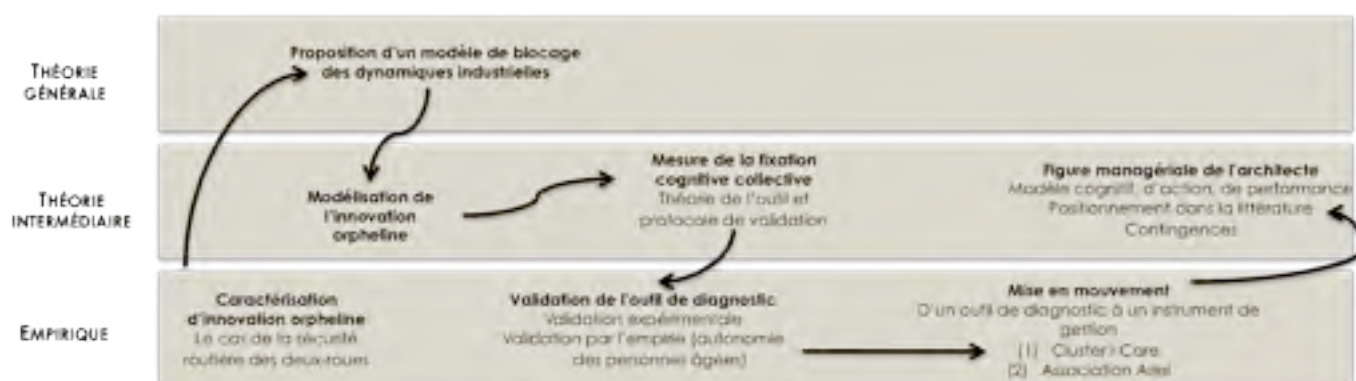 THÉORIE
GÉNÉRALE
Proposition d'un modèle de blocage
des dynamiques industrielles
THÉORIE
INTERMÉDIAIRE
Modélisation de
l'innovation
orpheline
Mesure de la fixation
cognitive collective
Théorie de l'outil et
protocole de validation
Figure managériale de l'architecte
Modèle cognitif, d'action, de performance
Positionnement dans la littérature
Contingences
EMPIRIQUE
Caractérisation
d'innovation orpheline
Le cas de la sécurité
routière des deux-roues
Validation de l'outil de diagnostic
Validation expérimentale
Validation par l'emploi (autonomie
des personnes âgées)
Mise en mouvement
D'un outil de diagnostic à un instrument de
gestion
(1) Cluster I-Care
(2) Association